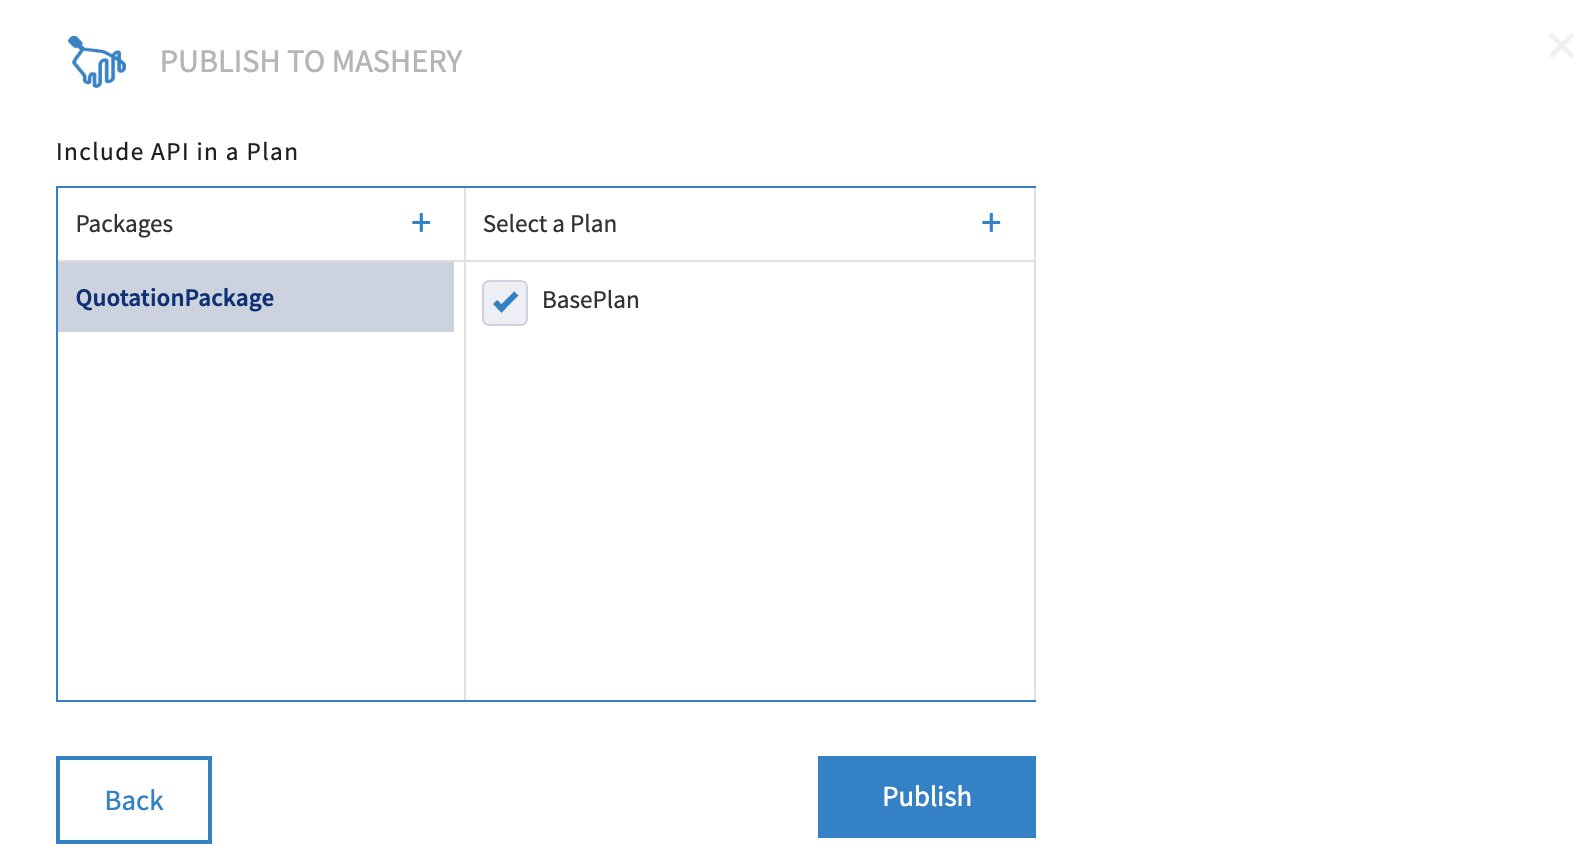 PUBLISH TO MASHERY
Include API in a Plan
Packages + Select a Plan +
QuotationPackage
BasePlan
Back
Publish